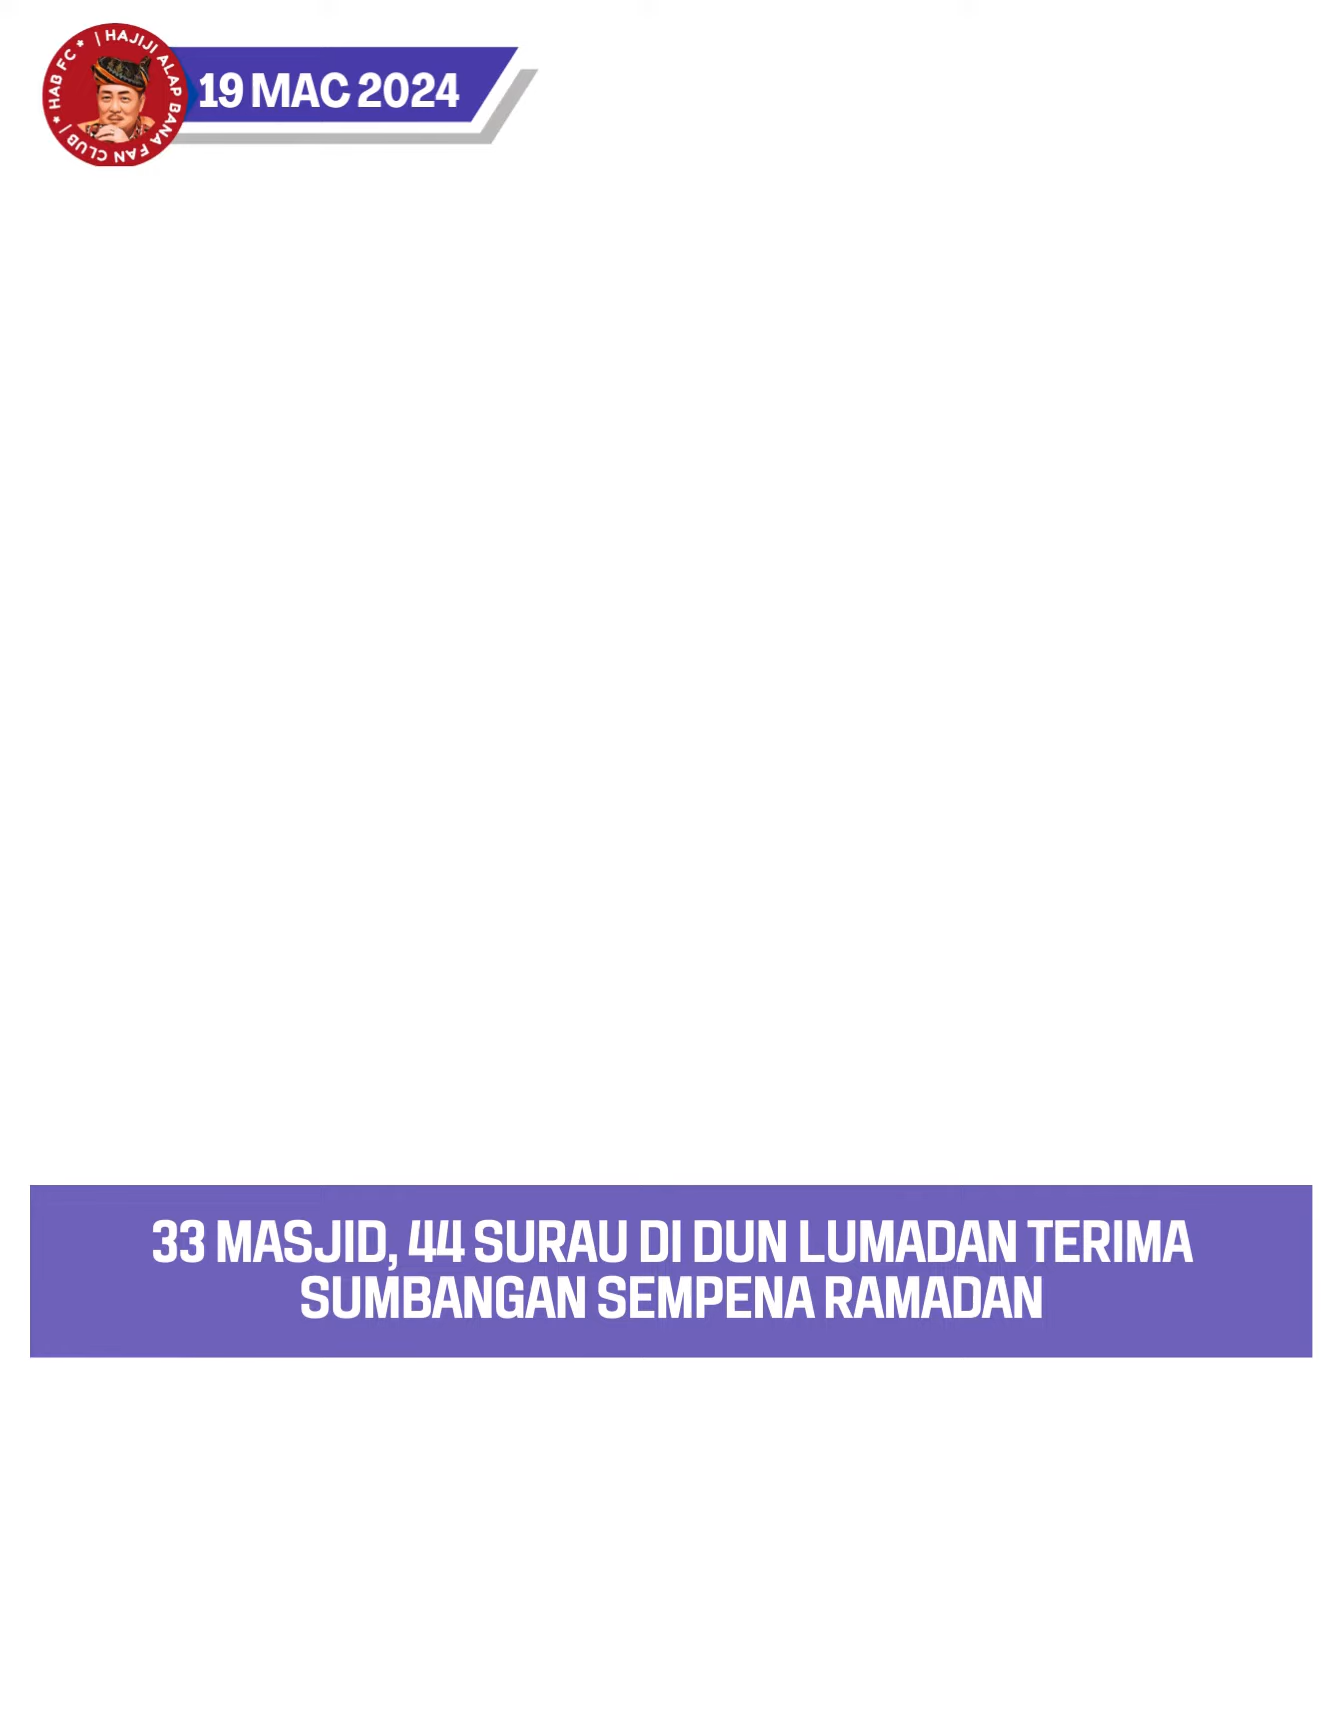 | HAJIJI ALAP BANA FAN CLUB | * HAB FC *
19 MAC 2024
33 MASJID, 44 SURAU DI DUN LUMADAN TERIMA
SUMBANGAN SEMPENA RAMADAN